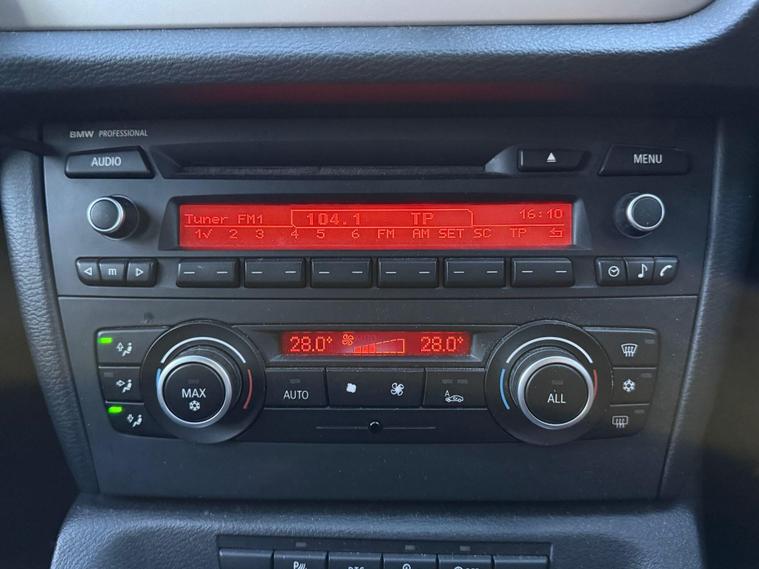 BMW PROFESSIONAL
AUDIO
MENU
Tuner FM1 104.1 TP 16:10
1√ 2 3 4 5 6 FM AM SET SC TP
m
28.0° 28.0°
MAX
AUTO
A
ALL